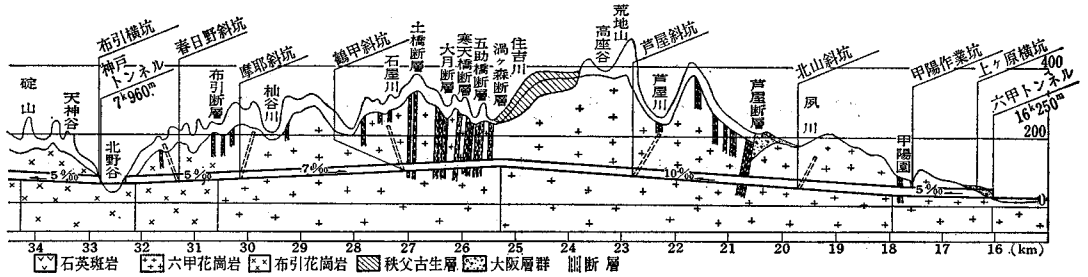 碇山
天神谷
北野谷
布引横坑
神戸トンネル
7ᵏ960ᵐ
春日野斜坑
布引断層
摩耶斜坑
杣谷川
鶴甲斜坑
石屋川
土橋断層
大月断層
寒天橋断層
五助橋断層
渦ヶ森断層
住吉川
高座谷
荒地山
芦屋斜坑
芦屋川
芦屋断層
北山斜坑
夙川
甲陽作業坑
甲陽園
上ヶ原横坑
六甲トンネル
16ᵏ250ᵐ
400
200
0
5‰
5‰
7‰
10‰
5‰
34 33 32 31 30 29 28 27 26 25 24 23 22 21 20 19 18 17 16 (km)
石英斑岩 六甲花崗岩 布引花崗岩 秩父古生層 大阪層群 断層